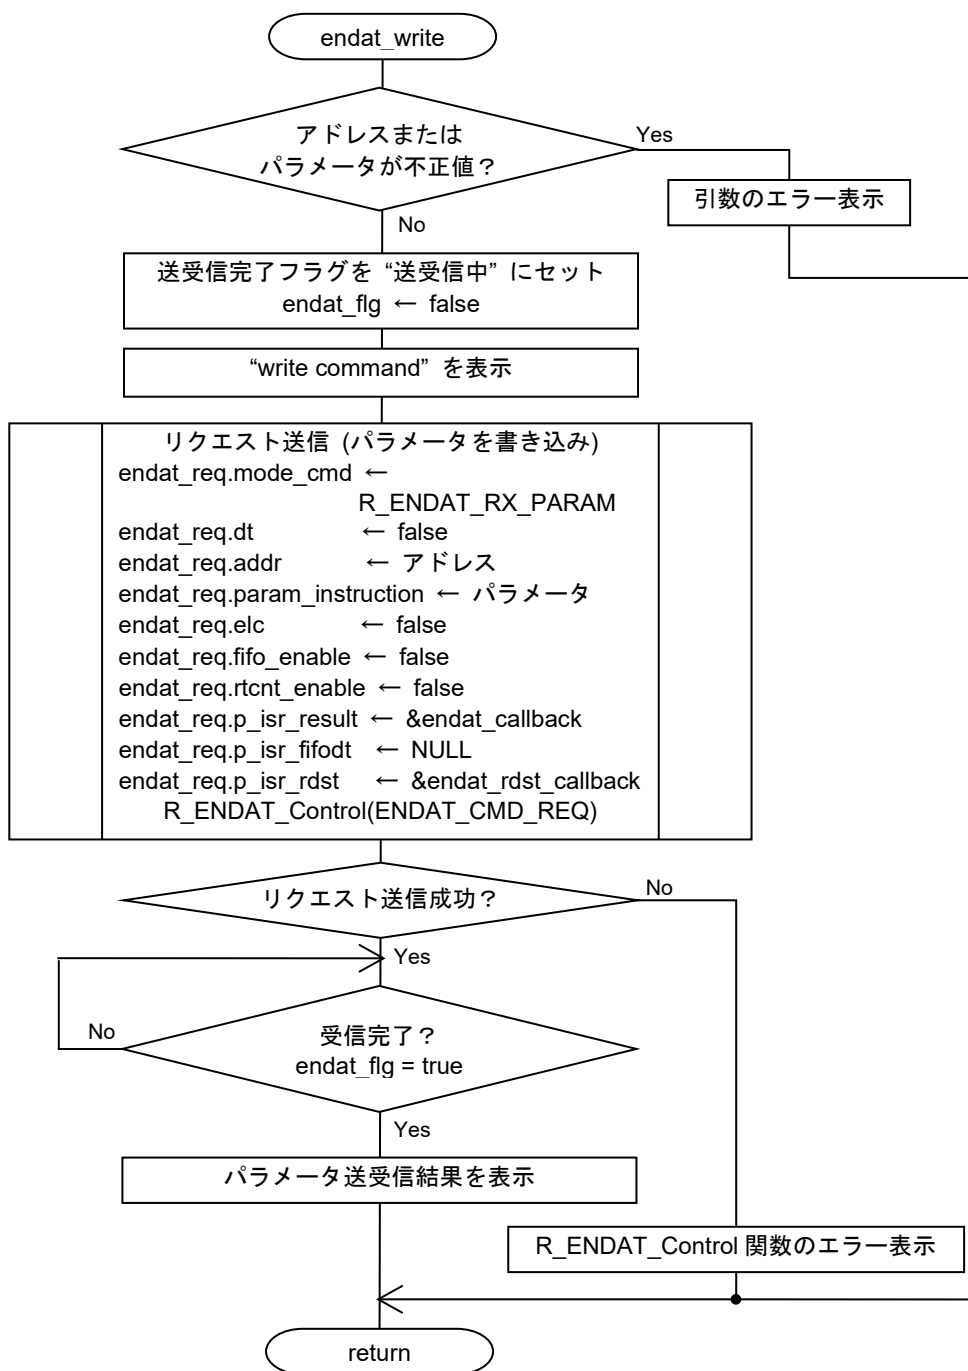 endat_write
アドレスまたは
パラメータが不正値？
Yes
引数のエラー表示
No
送受信完了フラグを “送受信中” にセット
endat_flg ← false
“write command” を表示
リクエスト送信 (パラメータを書き込み)
endat_req.mode_cmd ←
R_ENDAT_RX_PARAM
endat_req.dt ← false
endat_req.addr ← アドレス
endat_req.param_instruction ← パラメータ
endat_req.elc ← false
endat_req.fifo_enable ← false
endat_req.rtcnt_enable ← false
endat_req.p_isr_result ← &endat_callback
endat_req.p_isr_fifodt ← NULL
endat_req.p_isr_rdst ← &endat_rdst_callback
R_ENDAT_Control(ENDAT_CMD_REQ)
リクエスト送信成功？
No
Yes
No
受信完了？
endat_flg = true
Yes
パラメータ送受信結果を表示
R_ENDAT_Control 関数のエラー表示
return